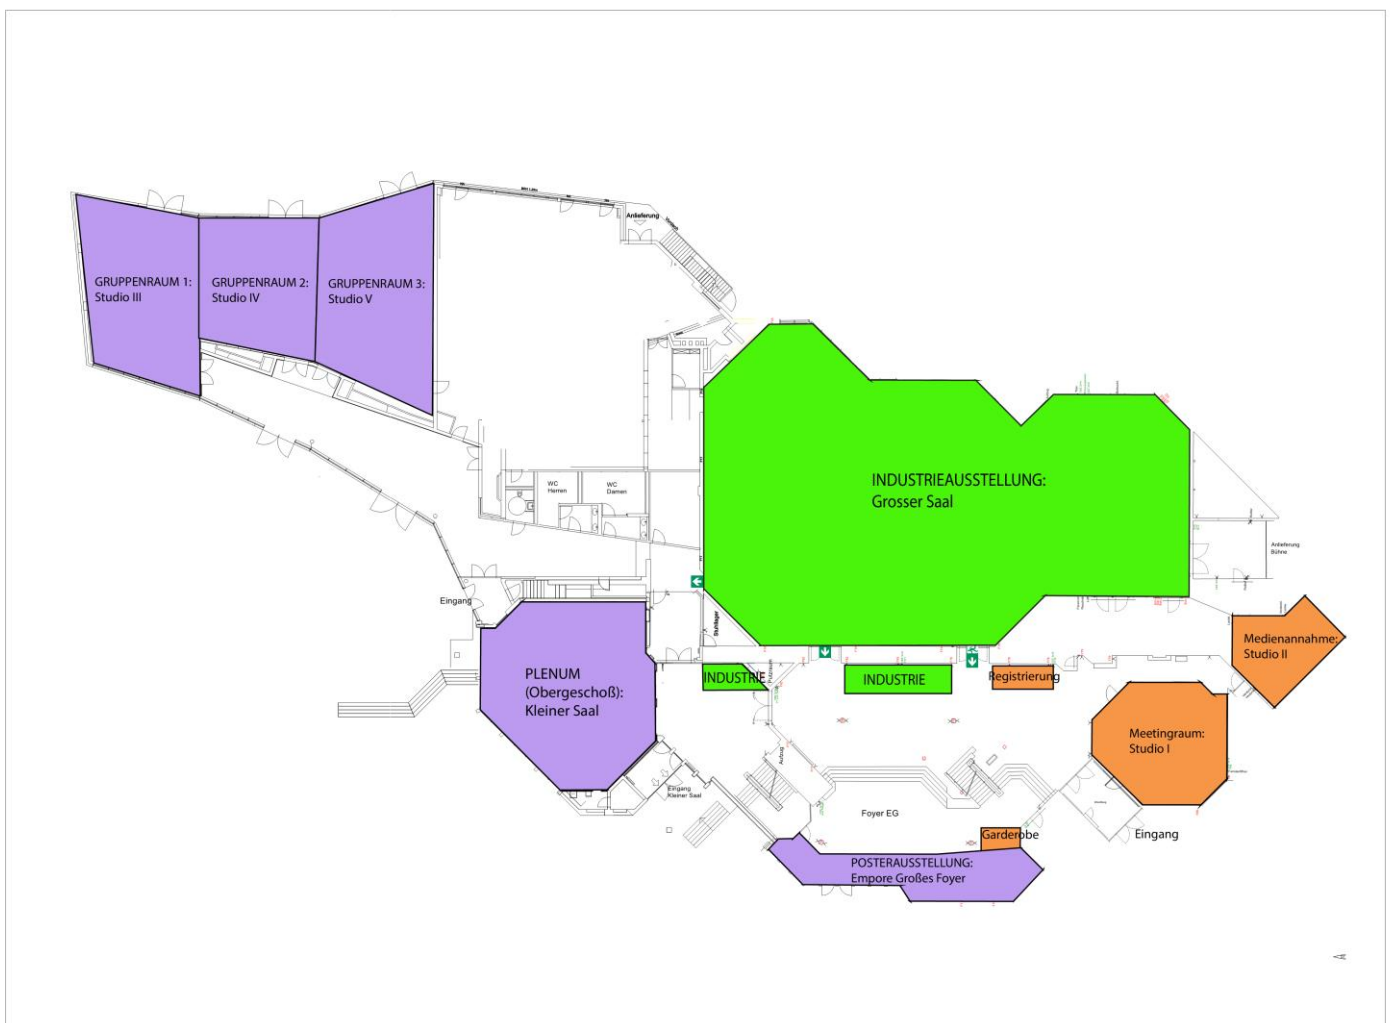 Anlieferung
GRUPPENRAUM 1:
Studio III
GRUPPENRAUM 2:
Studio IV
GRUPPENRAUM 3:
Studio V
INDUSTRIEAUSSTELLUNG:
Grosser Saal
WC
Herren
WC
Damen
Anlieferung
Bühne
Eingang
Stuhllager
Medienannahme:
Studio II
PLENUM
(Obergeschoß):
Kleiner Saal
INDUSTRIE
INDUSTRIE
Registrierung
Meetingraum:
Studio I
Aufzug
Eingang
Kleiner Saal
Foyer EG
Garderobe
Eingang
POSTERAUSSTELLUNG:
Empore Großes Foyer